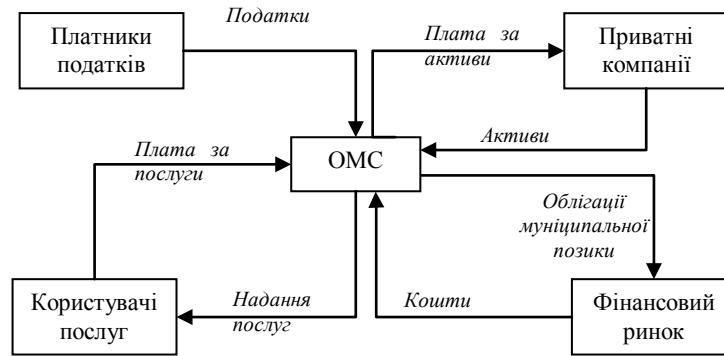 Податки
Платники
податків
Плата за
активи
Приватні
компанії
Активи
ОМС
Плата за
послуги
Облігації
муніципальної
позики
Користувачі
послуг
Надання
послуг
Кошти
Фінансовий
ринок